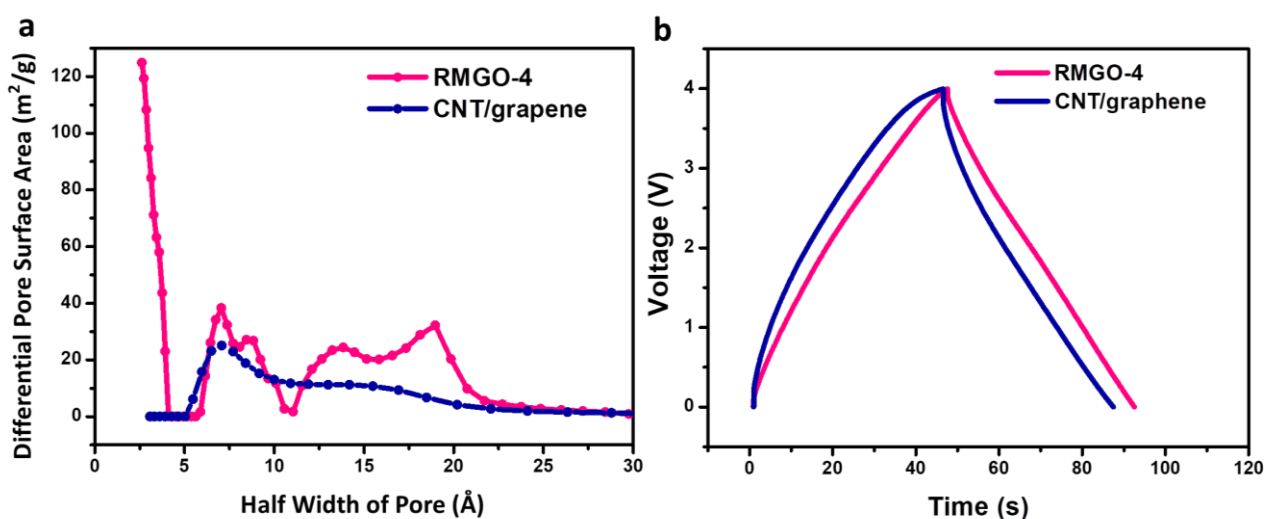 a
Differential Pore Surface Area (m²/g)
120
100
80
60
40
20
0
RMGO-4
CNT/grapene
0 5 10 15 20 25 30
Half Width of Pore (Å)
b
Voltage (V)
4
3
2
1
0
RMGO-4
CNT/graphene
0 20 40 60 80 100 120
Time (s)